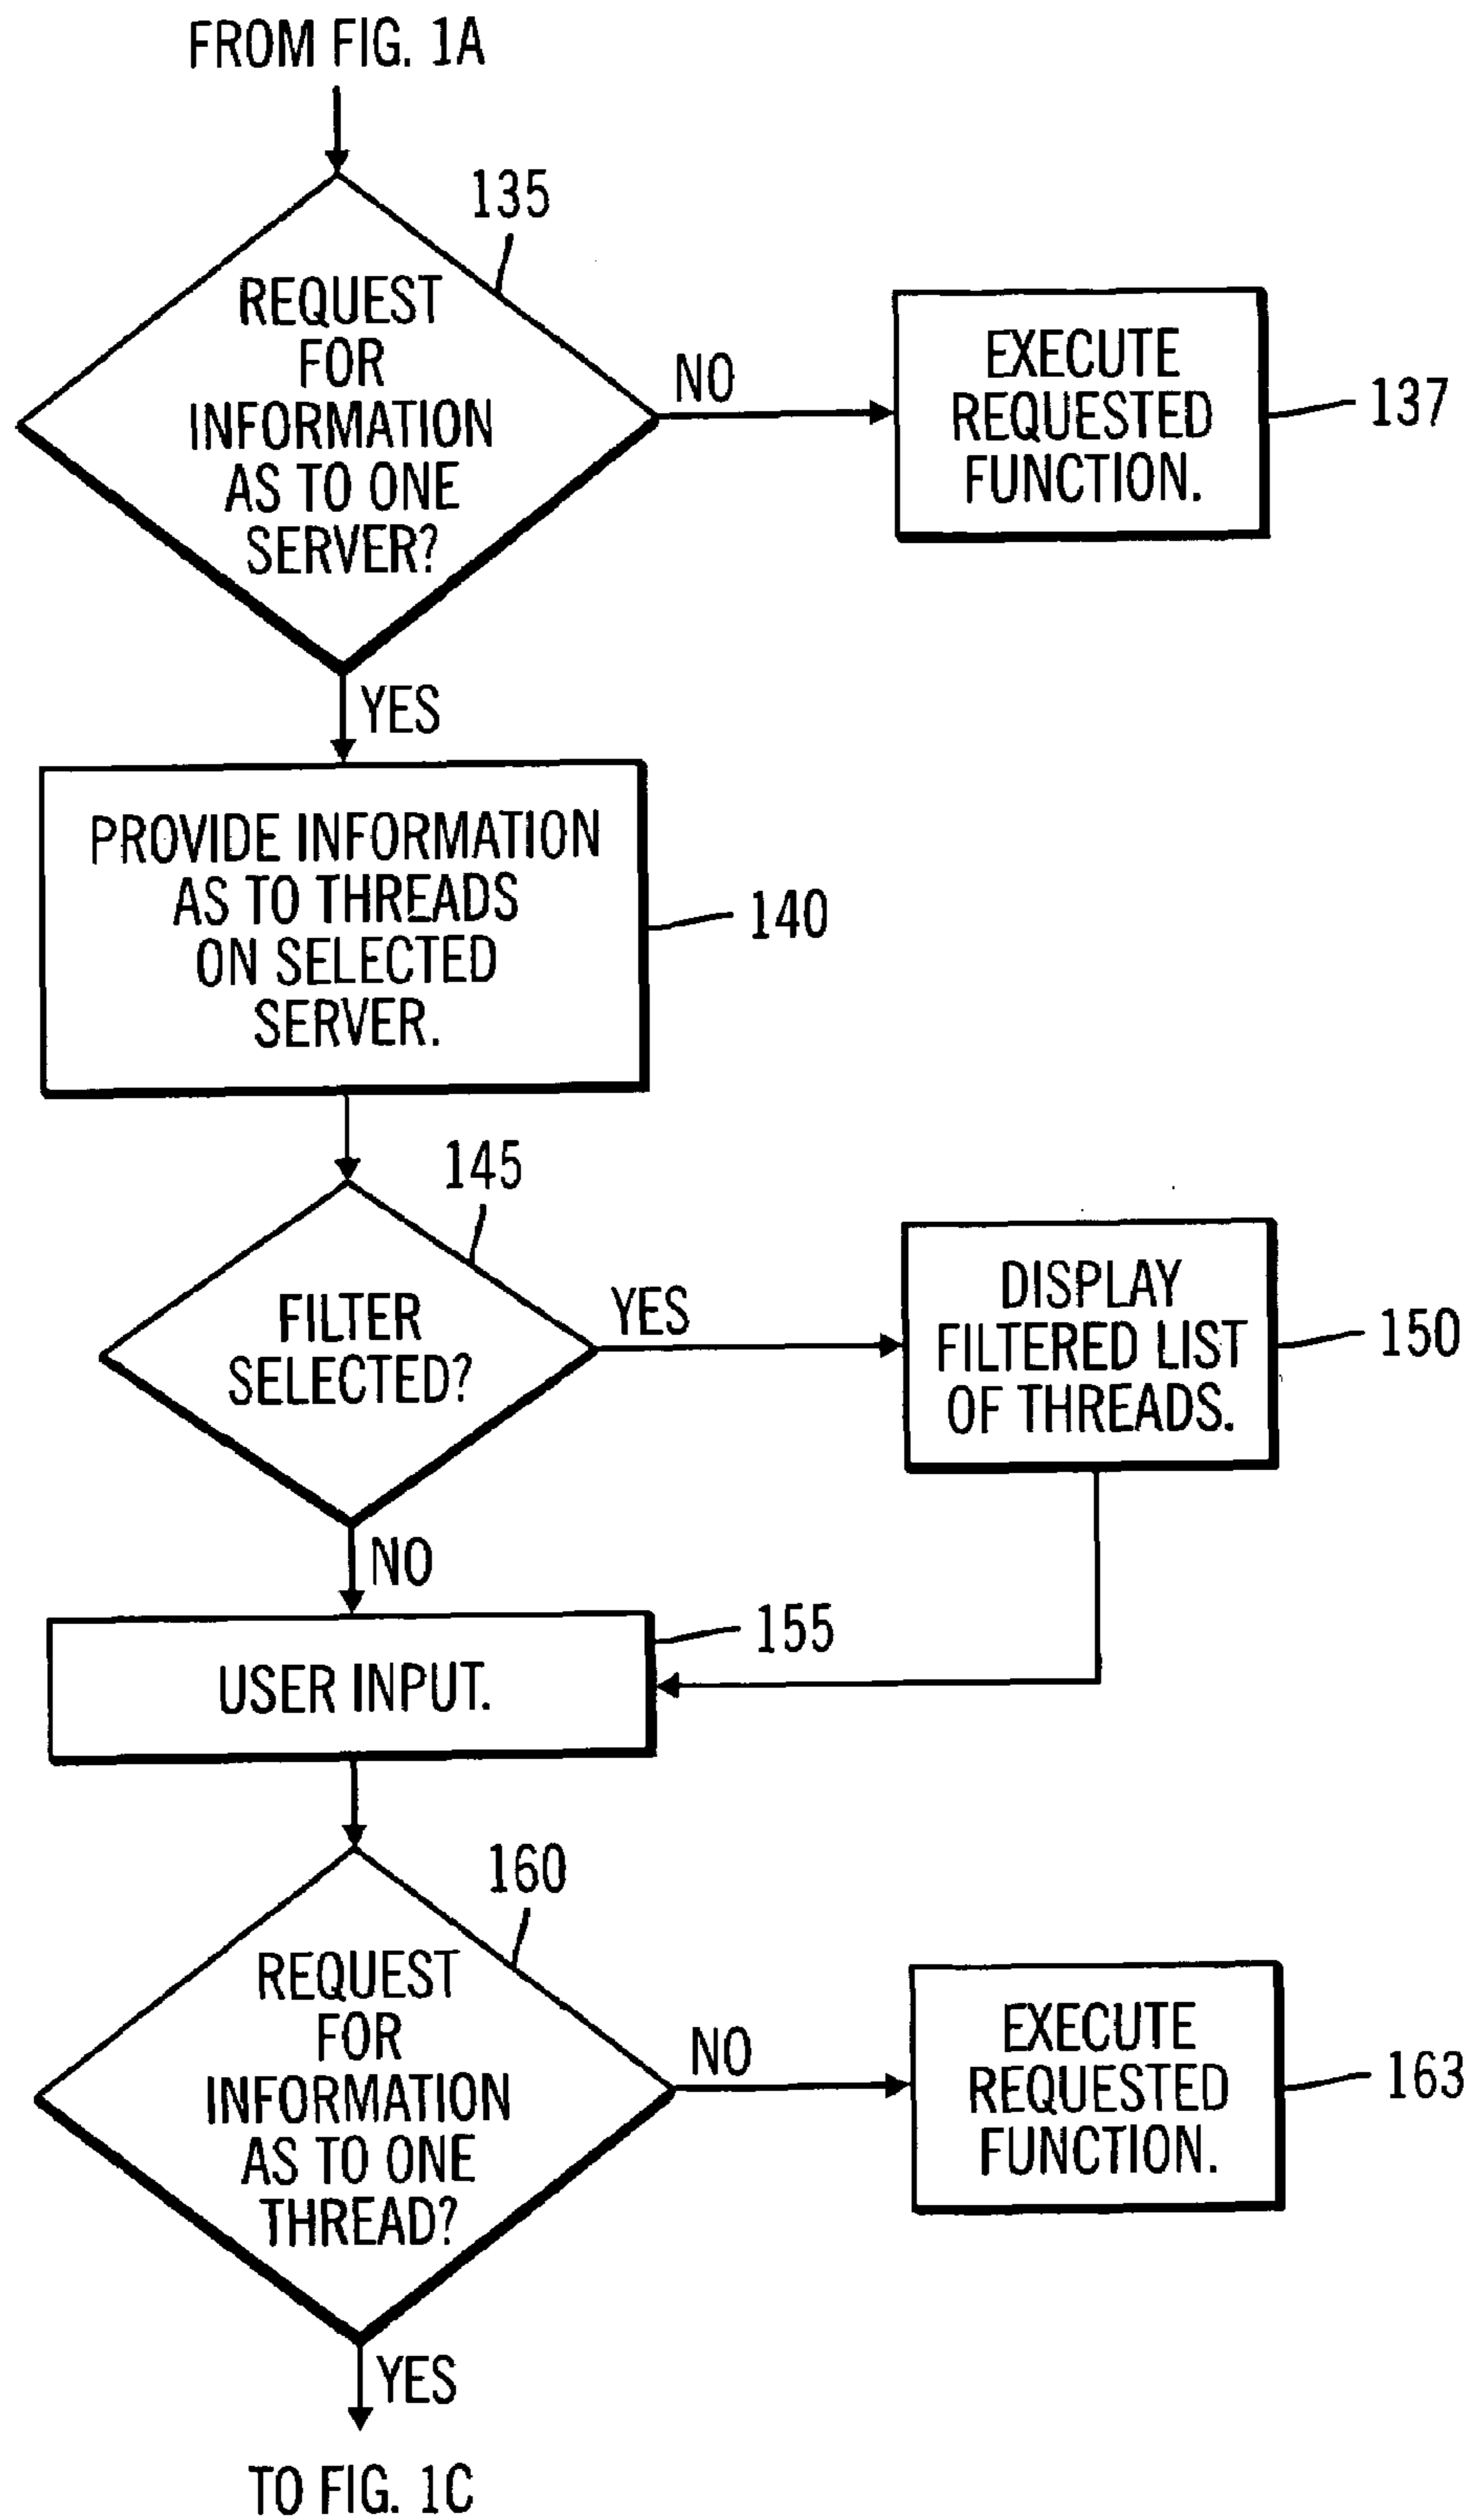 FROM FIG. 1A
135
REQUEST
FOR
INFORMATION
AS TO ONE
SERVER?
NO
EXECUTE
REQUESTED
FUNCTION.
137
YES
PROVIDE INFORMATION
AS TO THREADS
ON SELECTED
SERVER.
140
145
FILTER
SELECTED?
YES
DISPLAY
FILTERED LIST
OF THREADS.
150
NO
USER INPUT.
155
160
REQUEST
FOR
INFORMATION
AS TO ONE
THREAD?
NO
EXECUTE
REQUESTED
FUNCTION.
163
YES
TO FIG. 1C